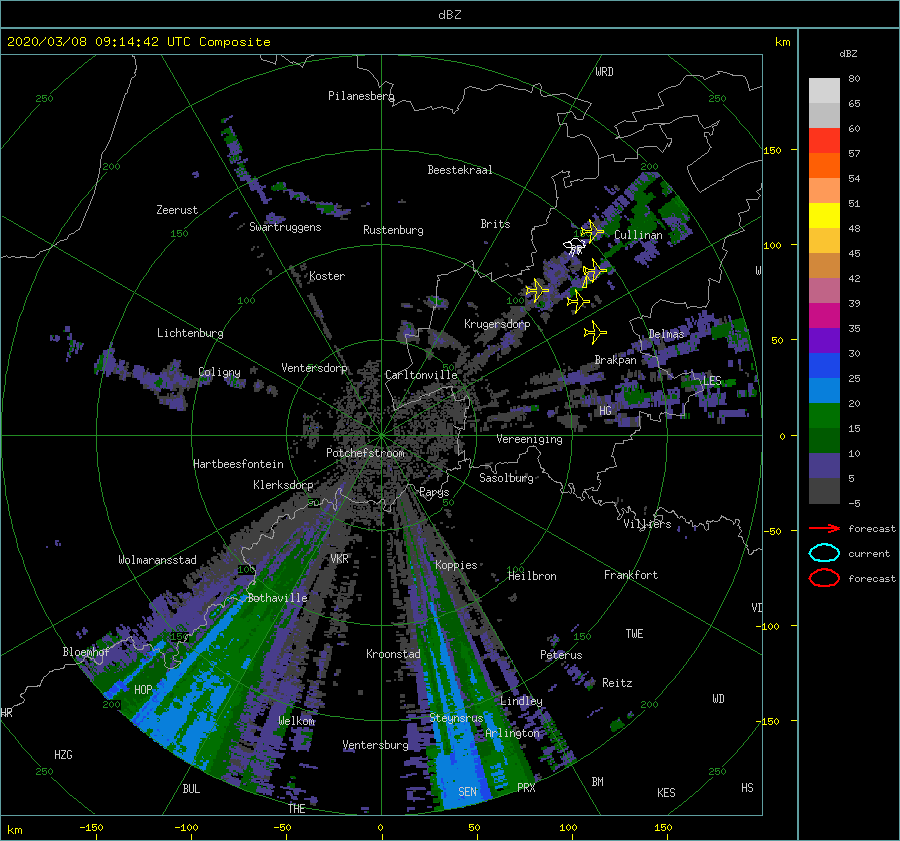 dBZ
2020/03/08 09:14:42 UTC Composite
km
dBZ
WRD
250
250
Pilanesberg
80
65
60
57
54
51
48
45
42
39
35
30
25
20
15
10
5
-5
150
200
200
Beestekraal
Zeerust
Brits
150
Swartruggens
Rustenburg
Cullinan
100
Koster
W
100
100
Krugersdorp
Lichtenburg
Delmas
50
Brakpan
Ventersdorp
Coligny
Carltonville
LES
HG
0
Vereeniging
Potchefstroom
Hartbeesfontein
Sasolburg
Klerksdorp
Parys
50
50
Villiers
forecast
-50
current
Wolmaransstad
VKR
Koppies
100
100
Heilbron
Frankfort
forecast
Bothaville
VD
-100
150
150
TWE
Bloemhof
Kroonstad
Peterus
HOP
Reitz
WD
200
Lindley
200
HR
Welkom
Steynsrus
-150
Arlington
Ventersburg
HZG
250
250
BUL
SEN
PRX
BM
KES
HS
THE
km
-150
-100
-50
0
50
100
150